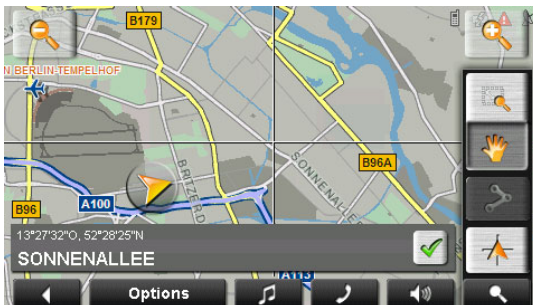 B179
N BERLIN-TEMPELHOF
B96A
SONNENALLEE
BRITZER D
A100
B96
13°27'32"O, 52°28'25"N
SONNENALLEE
A113
Options